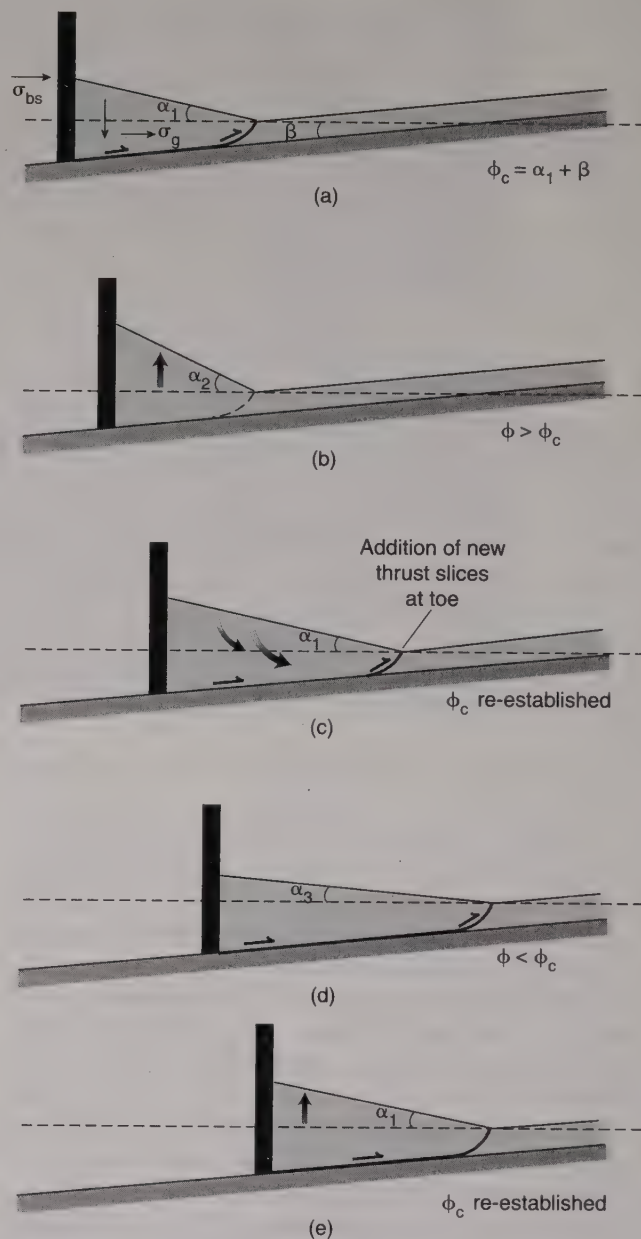 σbs
α1
σg
β
ϕc = α1 + β
(a)
α2
ϕ > ϕc
(b)
Addition of new
thrust slices
at toe
α1
ϕc re-established
(c)
α3
ϕ < ϕc
(d)
α1
ϕc re-established
(e)